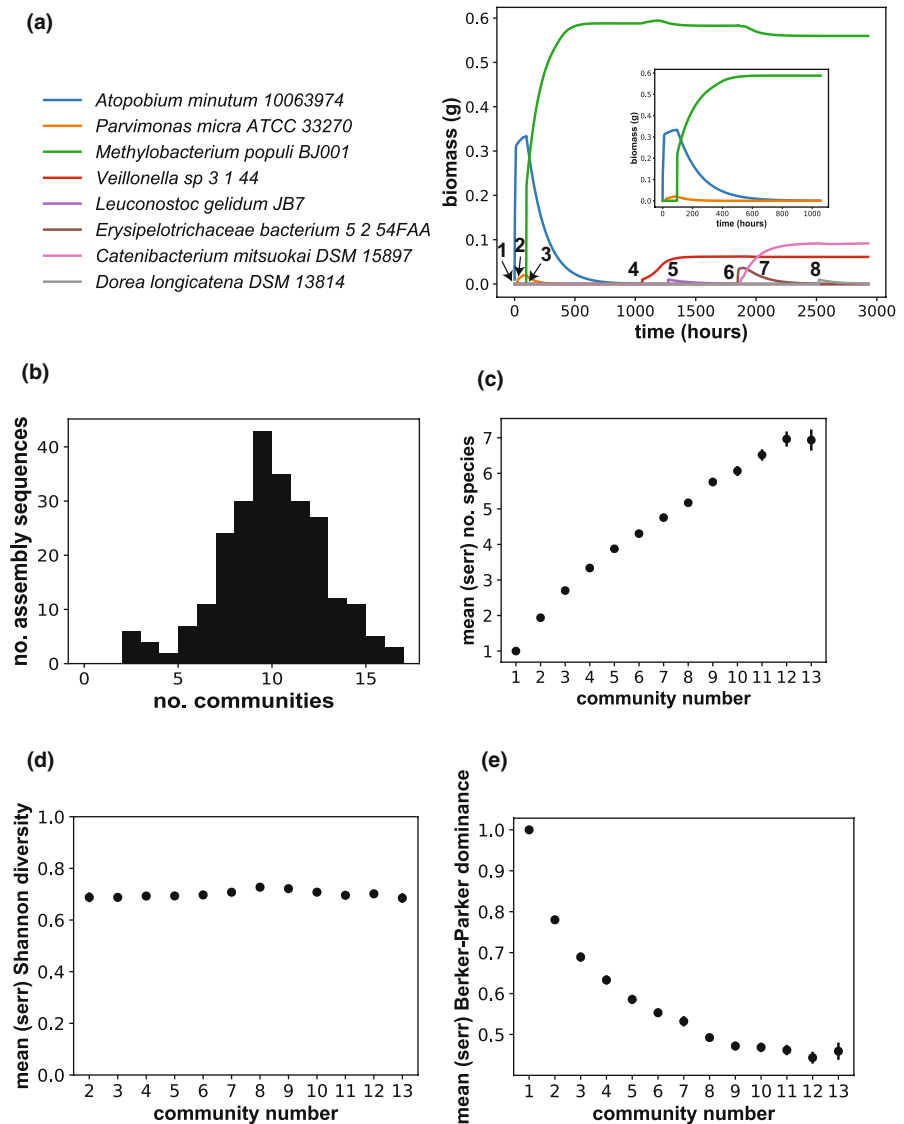 (a)
Atopobium minutum 10063974
Parvimonas micra ATCC 33270
Methylobacterium populi BJ001
Veillonella sp 3 1 44
Leuconostoc gelidum JB7
Erysipelotrichaceae bacterium 5 2 54FAA
Catenibacterium mitsuokai DSM 15897
Dorea longicatena DSM 13814
biomass (g)
0.6
0.5
0.4
0.3
0.2
0.1
0.0
1 2 3 4 5 6 7 8
0 500 1000 1500 2000 2500 3000
time (hours)
biomass (g)
0.6
0.5
0.4
0.3
0.2
0.1
0.0
0 200 400 600 800 1000
time (hours)
(b)
no. assembly sequences
40
30
20
10
0
0 5 10 15
no. communities
(c)
mean (serr) no. species
7
6
5
4
3
2
1
1 2 3 4 5 6 7 8 9 10 11 12 13
community number
(d)
mean (serr) Shannon diversity
1.0
0.8
0.6
0.4
0.2
0.0
2 3 4 5 6 7 8 9 10 11 12 13
community number
(e)
mean (serr) Berker-Parker dominance
1.0
0.9
0.8
0.7
0.6
0.5
1 2 3 4 5 6 7 8 9 10 11 12 13
community number